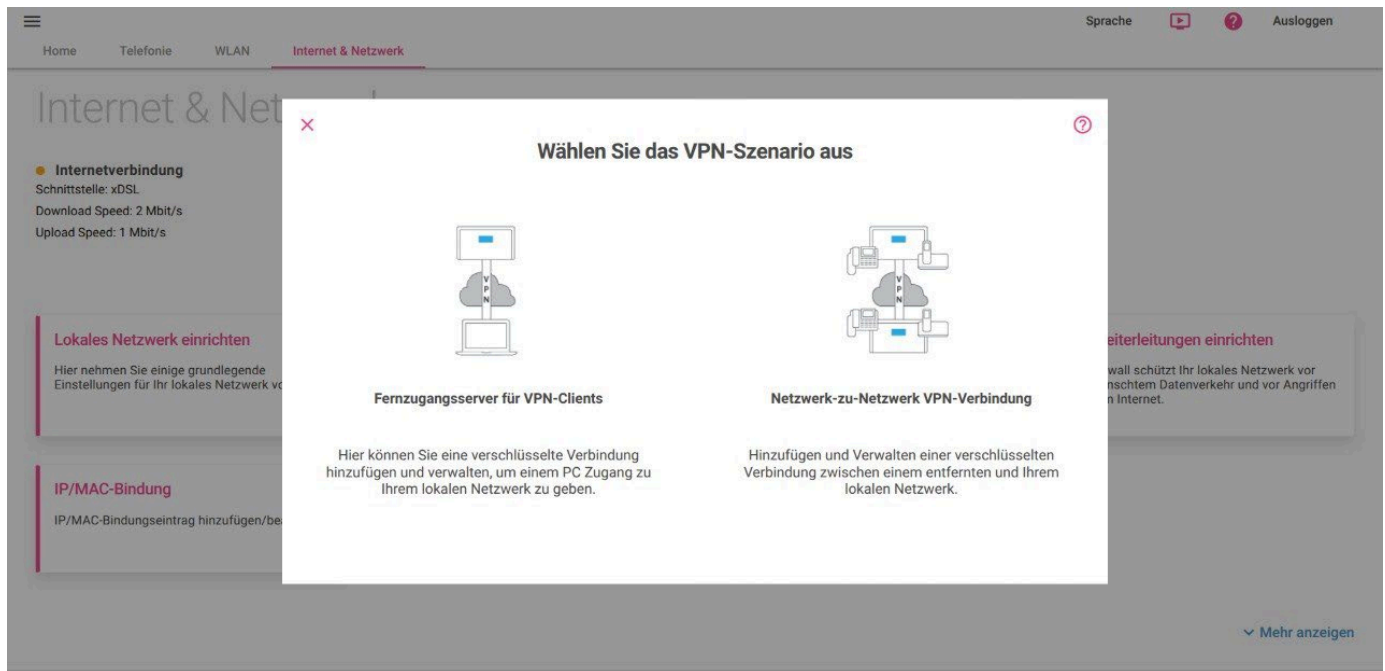 Sprache
Ausloggen
Home
Telefonie
WLAN
Internet & Netzwerk
Internet & Net
Wählen Sie das VPN-Szenario aus
Internetverbindung
Schnittstelle: xDSL
Download Speed: 2 Mbit/s
Upload Speed: 1 Mbit/s
VPN
VPN
Lokales Netzwerk einrichten
Hier nehmen Sie einige grundlegende
Einstellungen für Ihr lokales Netzwerk vo
Fernzugangsserver für VPN-Clients
Hier können Sie eine verschlüsselte Verbindung
hinzufügen und verwalten, um einem PC Zugang zu
Ihrem lokalen Netzwerk zu geben.
Netzwerk-zu-Netzwerk VPN-Verbindung
Hinzufügen und Verwalten einer verschlüsselten
Verbindung zwischen einem entfernten und Ihrem
lokalen Netzwerk.
eiterleitungen einrichten
wall schützt Ihr lokales Netzwerk vor
nschtem Datenverkehr und vor Angriffen
n Internet.
IP/MAC-Bindung
IP/MAC-Bindungseintrag hinzufügen/bea
Mehr anzeigen